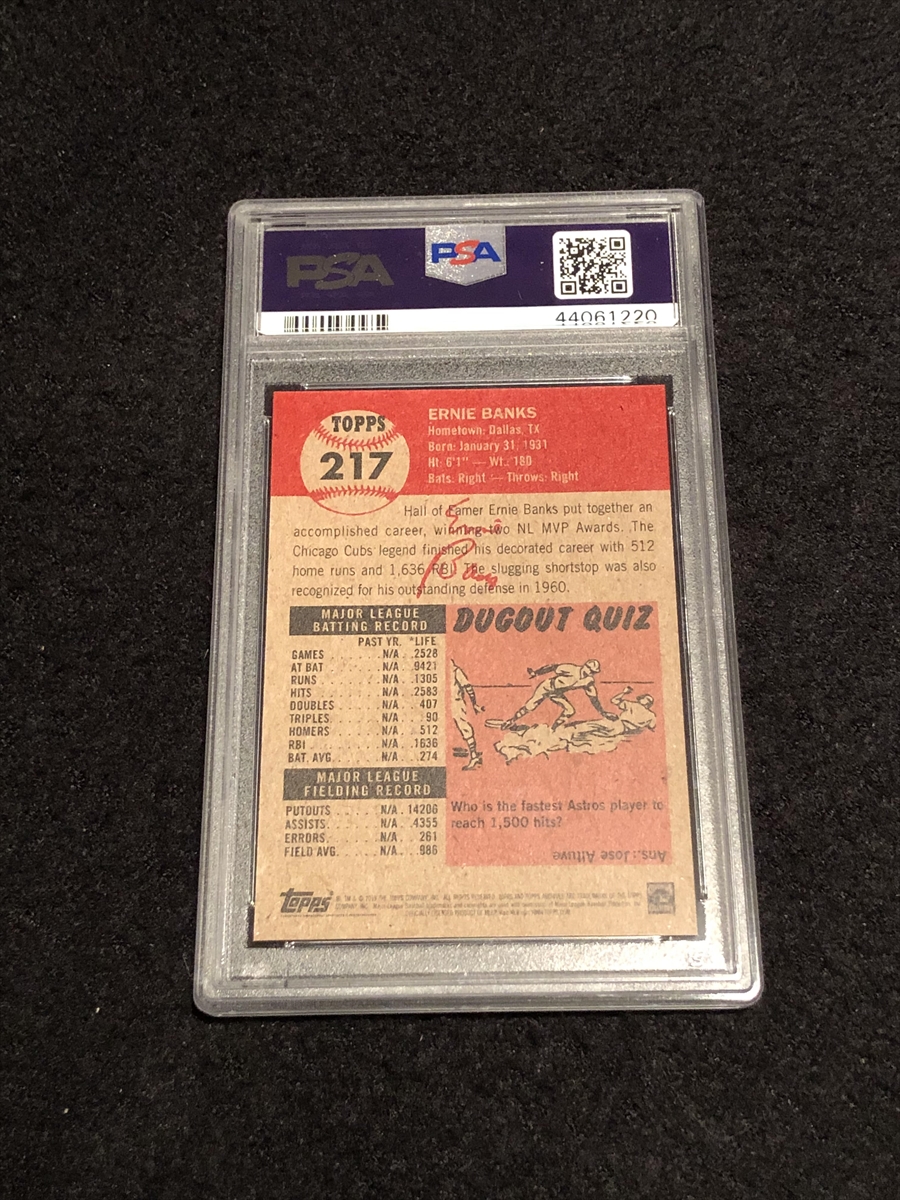 PSA
PSA
44061220
TOPPS
217
ERNIE BANKS
Hometown: Dallas, TX
Born: January 31, 1931
Ht: 6'1" — Wt.: 180
Bats: Right — Throws: Right
Hall of Famer Ernie Banks put together an
accomplished career, winning two NL MVP Awards. The
Chicago Cubs legend finished his decorated career with 512
home runs and 1,636 RBI. The slugging shortstop was also
recognized for his outstanding defense in 1960.
Ernie
Banks
MAJOR LEAGUE
BATTING RECORD
PAST YR. *LIFE
GAMES N/A 2528
AT BAT N/A 9421
RUNS N/A 1305
HITS N/A 2583
DOUBLES N/A 407
TRIPLES N/A 90
HOMERS N/A 512
RBI N/A 1636
BAT. AVG. N/A .274
MAJOR LEAGUE
FIELDING RECORD
PUTOUTS N/A 14206
ASSISTS N/A 4355
ERRORS N/A 261
FIELD AVG. N/A .986
DUGOUT QUIZ
Who is the fastest Astros player to
reach 1,500 hits?
Ans.: Jose Altuve
Topps